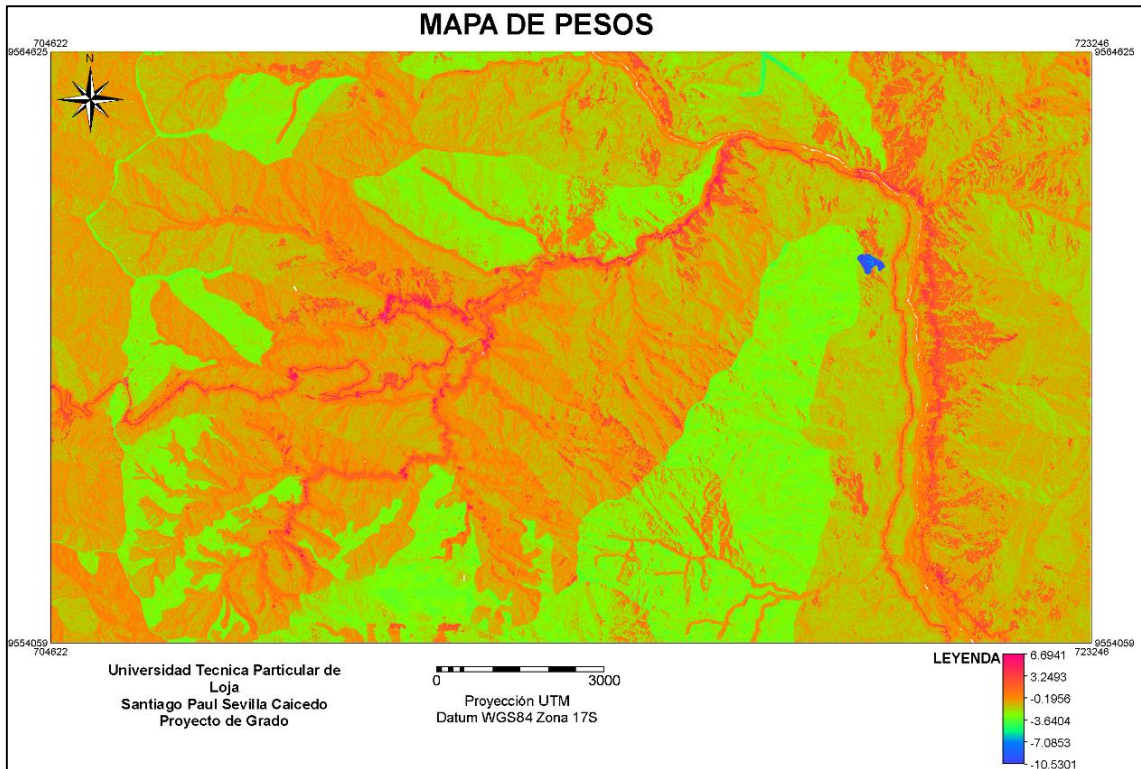 MAPA DE PESOS
704622
723246
9564625
9564625
N
9554059
9554059
704622
723246
Universidad Tecnica Particular de
Loja
Santiago Paul Sevilla Caicedo
Proyecto de Grado
0
3000
Proyección UTM
Datum WGS84 Zona 17S
LEYENDA
6.6941
3.2493
-0.1956
-3.6404
-7.0853
-10.5301